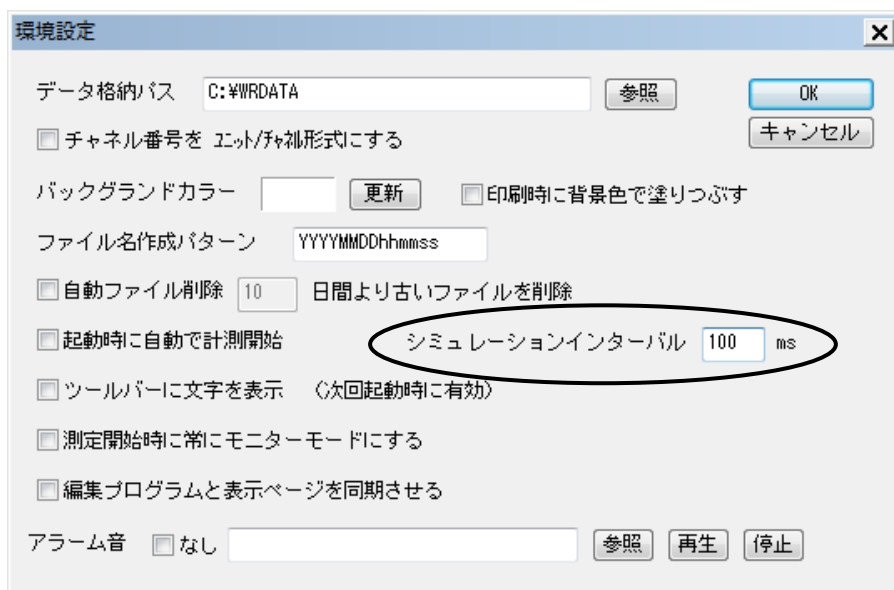 環境設定
データ格納パス C:¥WRDATA 参照 OK
チャネル番号を ﾕﾆｯﾄ/ﾁｬﾈﾙ形式にする キャンセル
バックグランドカラー 更新 印刷時に背景色で塗りつぶす
ファイル名作成パターン YYYYMMDDhhmmss
自動ファイル削除 10 日間より古いファイルを削除
起動時に自動で計測開始 シミュレーションインターバル 100 ms
ツールバーに文字を表示 (次回起動時に有効)
測定開始時に常にモニターモードにする
編集プログラムと表示ページを同期させる
アラーム音 なし 参照 再生 停止